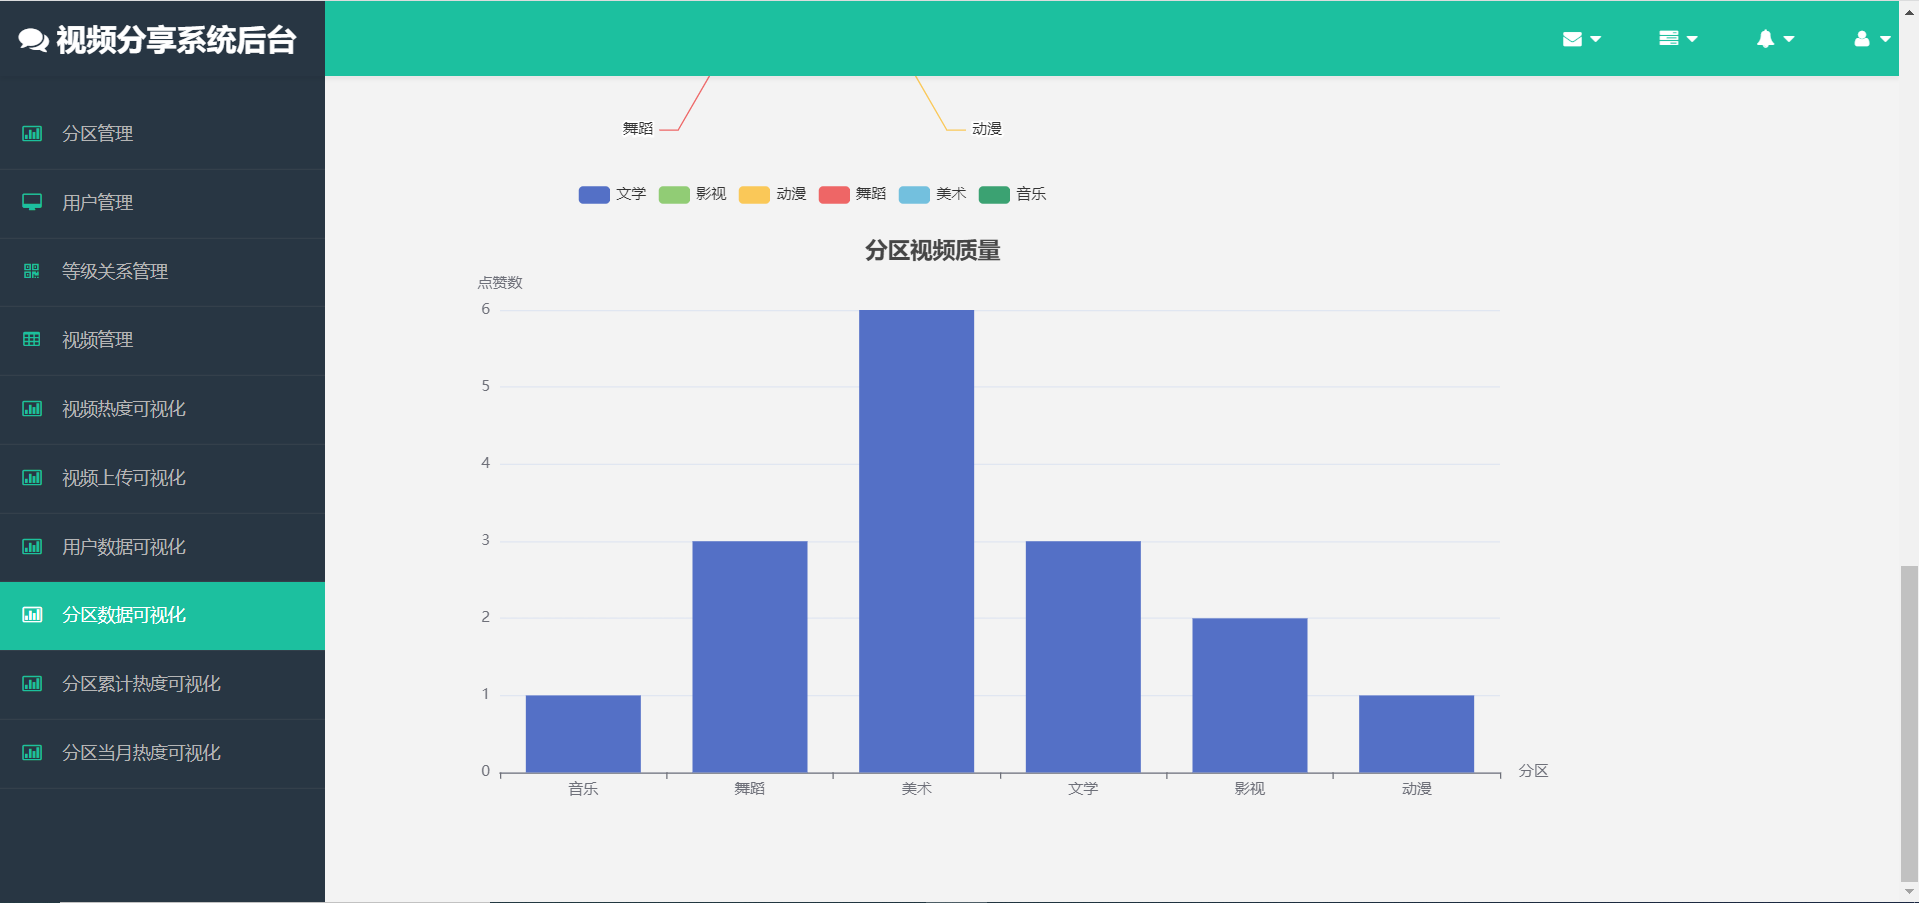 视频分享系统后台
分区管理
用户管理
等级关系管理
视频管理
视频热度可视化
视频上传可视化
用户数据可视化
分区数据可视化
分区累计热度可视化
分区当月热度可视化
舞蹈 动漫
文学 影视 动漫 舞蹈 美术 音乐
分区视频质量
点赞数
6
5
4
3
2
1
0
音乐 舞蹈 美术 文学 影视 动漫
分区